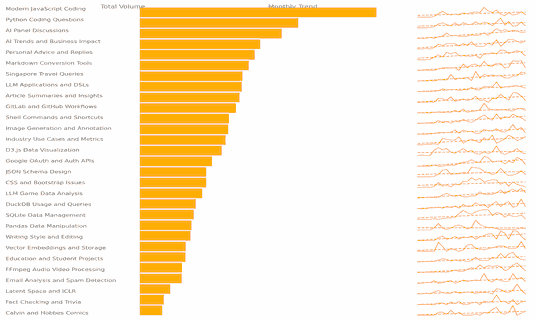 Total Volume Monthly Trend
Modern JavaScript Coding
Python Coding Questions
AI Panel Discussions
AI Trends and Business Impact
Personal Advice and Replies
Markdown Conversion Tools
Singapore Travel Queries
LLM Applications and DSLs
Article Summaries and Insights
GitLab and GitHub Workflows
Shell Commands and Shortcuts
Image Generation and Annotation
Industry Use Cases and Metrics
D3.js Data Visualization
Google OAuth and Auth APIs
JSON Schema Design
CSS and Bootstrap Issues
LLM Game Data Analysis
DuckDB Usage and Queries
SQLite Data Management
Pandas Data Manipulation
Writing Style and Editing
Vector Embeddings and Storage
Education and Student Projects
FFmpeg Audio Video Processing
Email Analysis and Spam Detection
Latent Space and ICLR
Fact Checking and Trivia
Calvin and Hobbes Comics